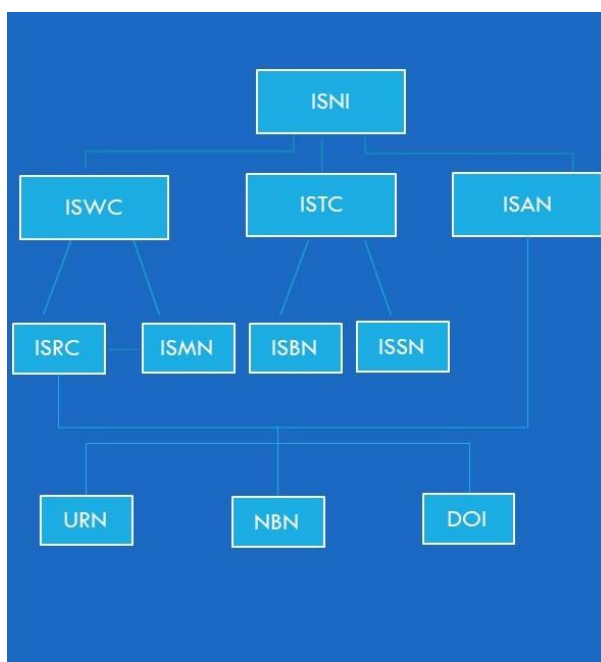 ISNI
ISWC
ISTC
ISAN
ISRC
ISMN
ISBN
ISSN
URN
NBN
DOI